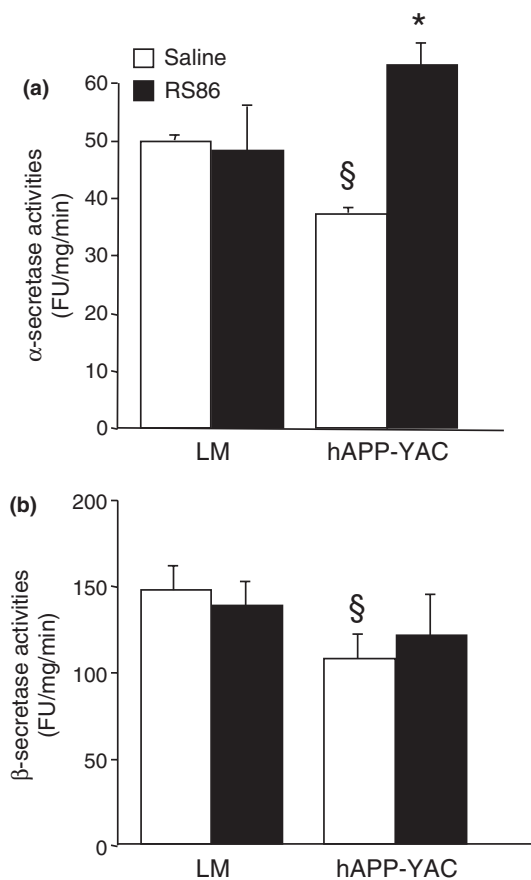 *
Saline
RS86
(a)
60
50
40
30
20
10
0
§
α-secretase activities
(FU/mg/min)
LM hAPP-YAC
(b)
200
150
100
50
0
§
β-secretase activities
(FU/mg/min)
LM hAPP-YAC